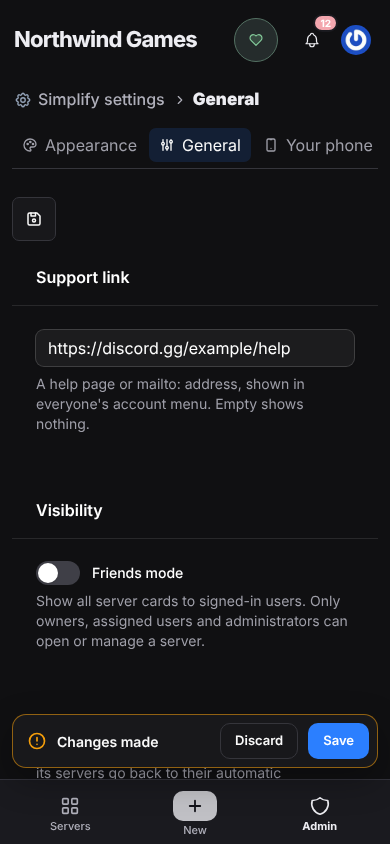 Northwind Games
12
Simplify settings > General
Appearance
General
Your phone
Support link
https://discord.gg/example/help
A help page or mailto: address, shown in
everyone's account menu. Empty shows
nothing.
Visibility
Friends mode
Show all server cards to signed-in users. Only
owners, assigned users and administrators can
open or manage a server.
Changes made
Discard
Save
its servers go back to their automatic
Servers
New
Admin